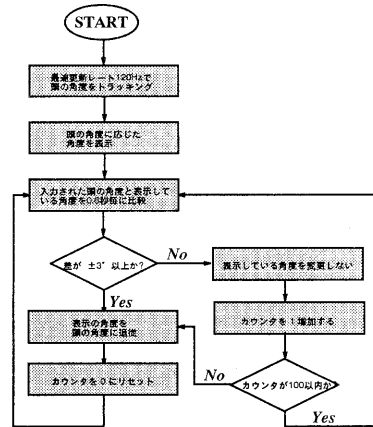 START
最速更新レート120Hzで
頭の角度をトラッキング
頭の角度に応じた
角度を表示
入力された頭の角度と表示して
いる角度を0.6秒毎に比較
差が ±3° 以上か?
No
表示している角度を変更しない
Yes
表示の角度を
頭の角度に追従
カウンタを1増加する
カウンタを0にリセット
No
カウンタが100以内か
Yes